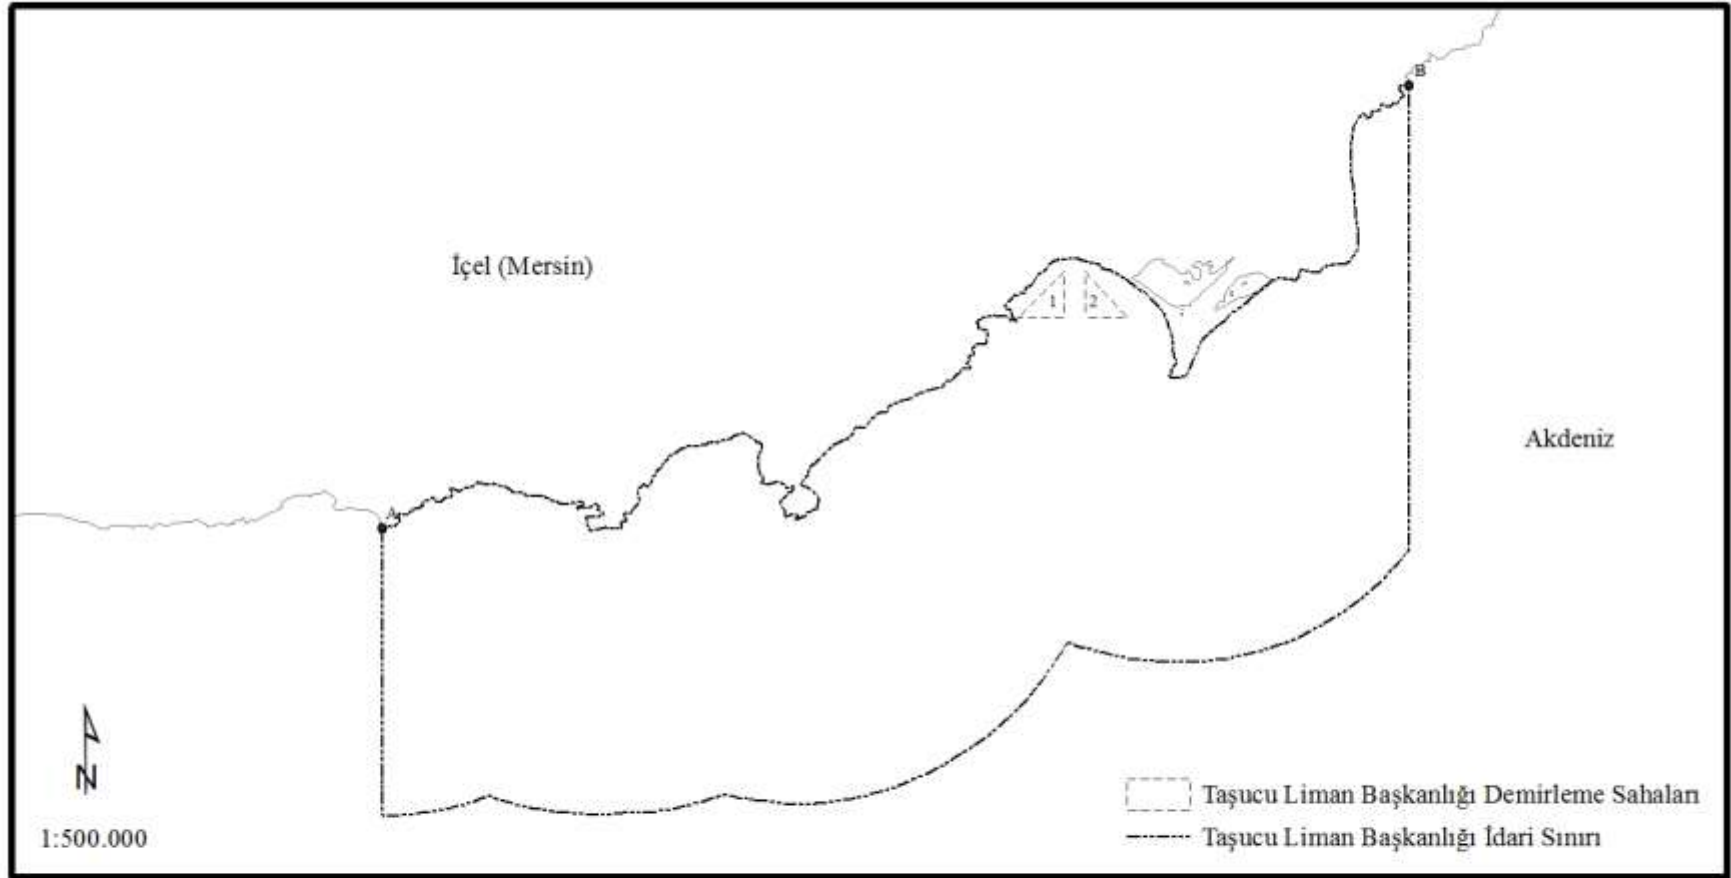 B
İçel (Mersin)
1
2
Akdeniz
A
N
Taşucu Liman Başkanlığı Demirleme Sahaları
1:500.000
Taşucu Liman Başkanlığı İdari Sınırı